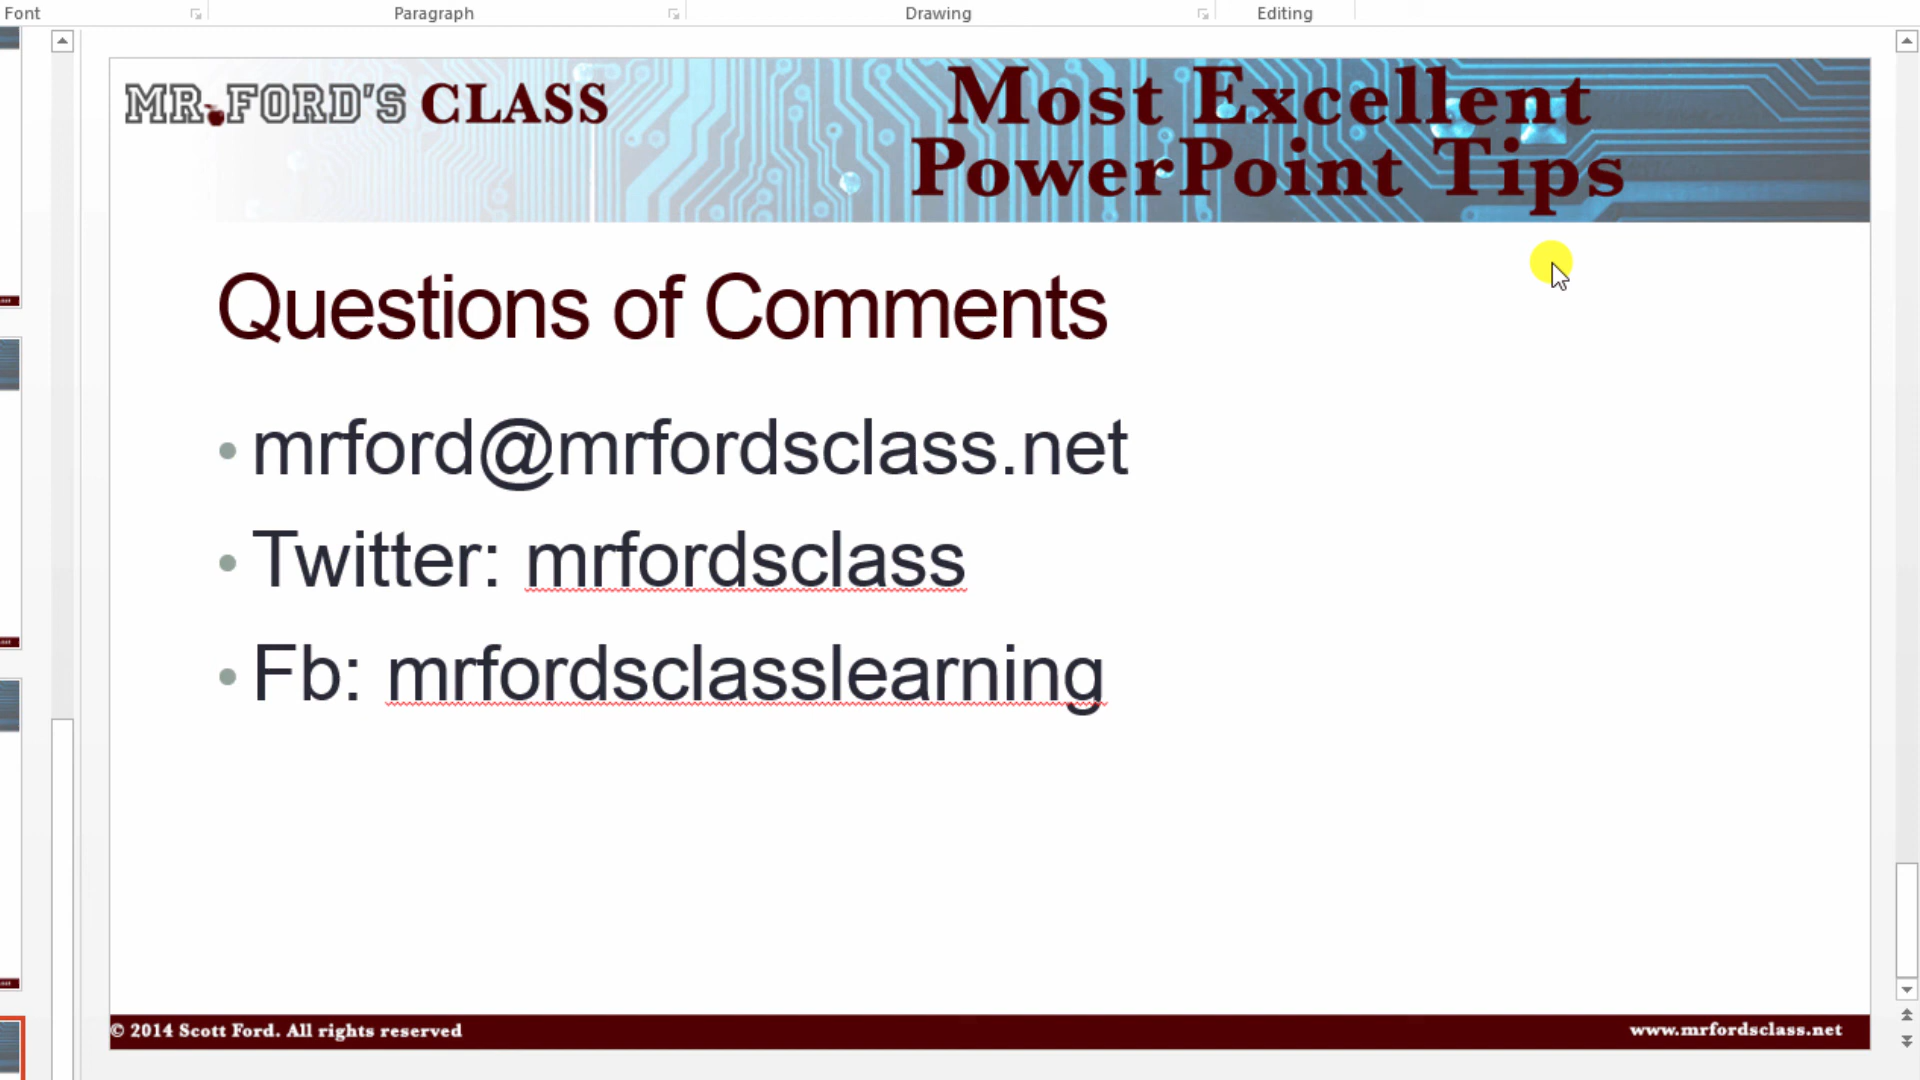 Font
Paragraph
Drawing
Editing
MR.FORD'S CLASS
Most Excellent
PowerPoint Tips
Questions of Comments
• mrford@mrfordsclass.net
• Twitter: mrfordsclass
• Fb: mrfordsclasslearning
© 2014 Scott Ford. All rights reserved
www.mrfordsclass.net